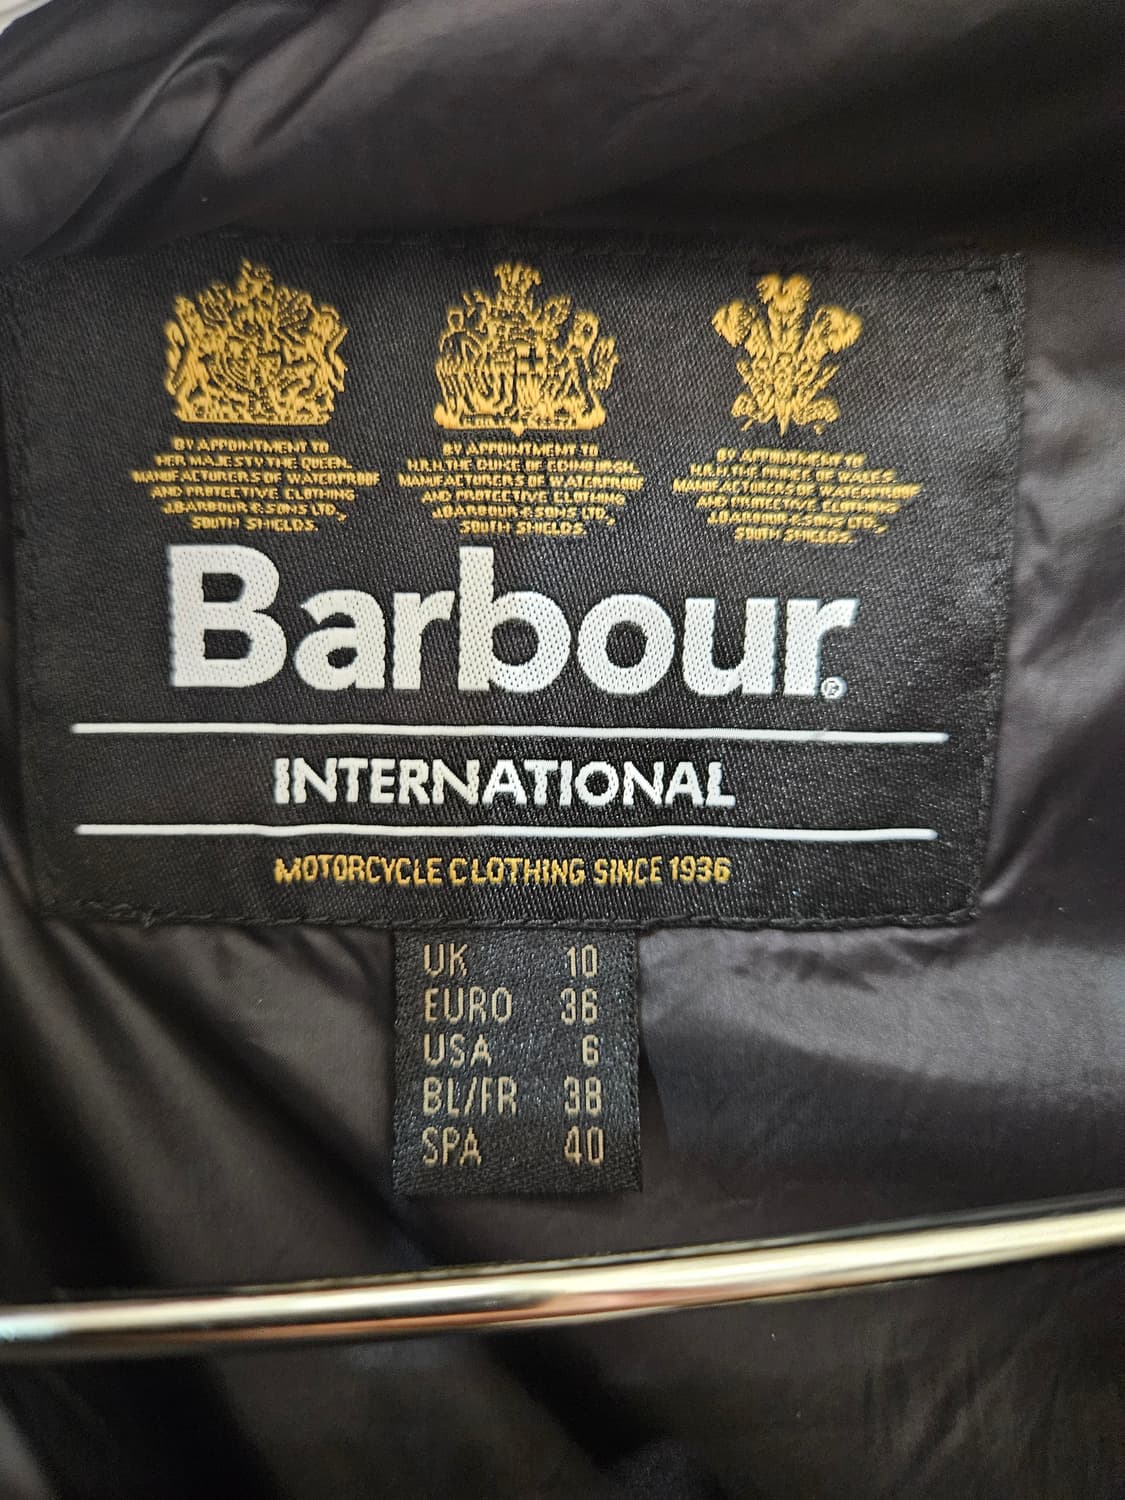 BY APPOINTMENT TO
HER MAJESTY THE QUEEN
MANUFACTURERS OF WATERPROOF
AND PROTECTIVE CLOTHING
J.BARBOUR & SONS LTD.,
SOUTH SHIELDS.
BY APPOINTMENT TO
H.R.H. THE DUKE OF EDINBURGH,
MANUFACTURERS OF WATERPROOF
AND PROTECTIVE CLOTHING
J.BARBOUR & SONS LTD.,
SOUTH SHIELDS.
BY APPOINTMENT TO
H.R.H. THE PRINCE OF WALES
MANUFACTURERS OF WATERPROOF
AND PROTECTIVE CLOTHING
J.BARBOUR & SONS LTD.,
SOUTH SHIELDS.
Barbour®
INTERNATIONAL
MOTORCYCLE CLOTHING SINCE 1936
UK 10
EURO 36
USA 6
BL/FR 38
SPA 40